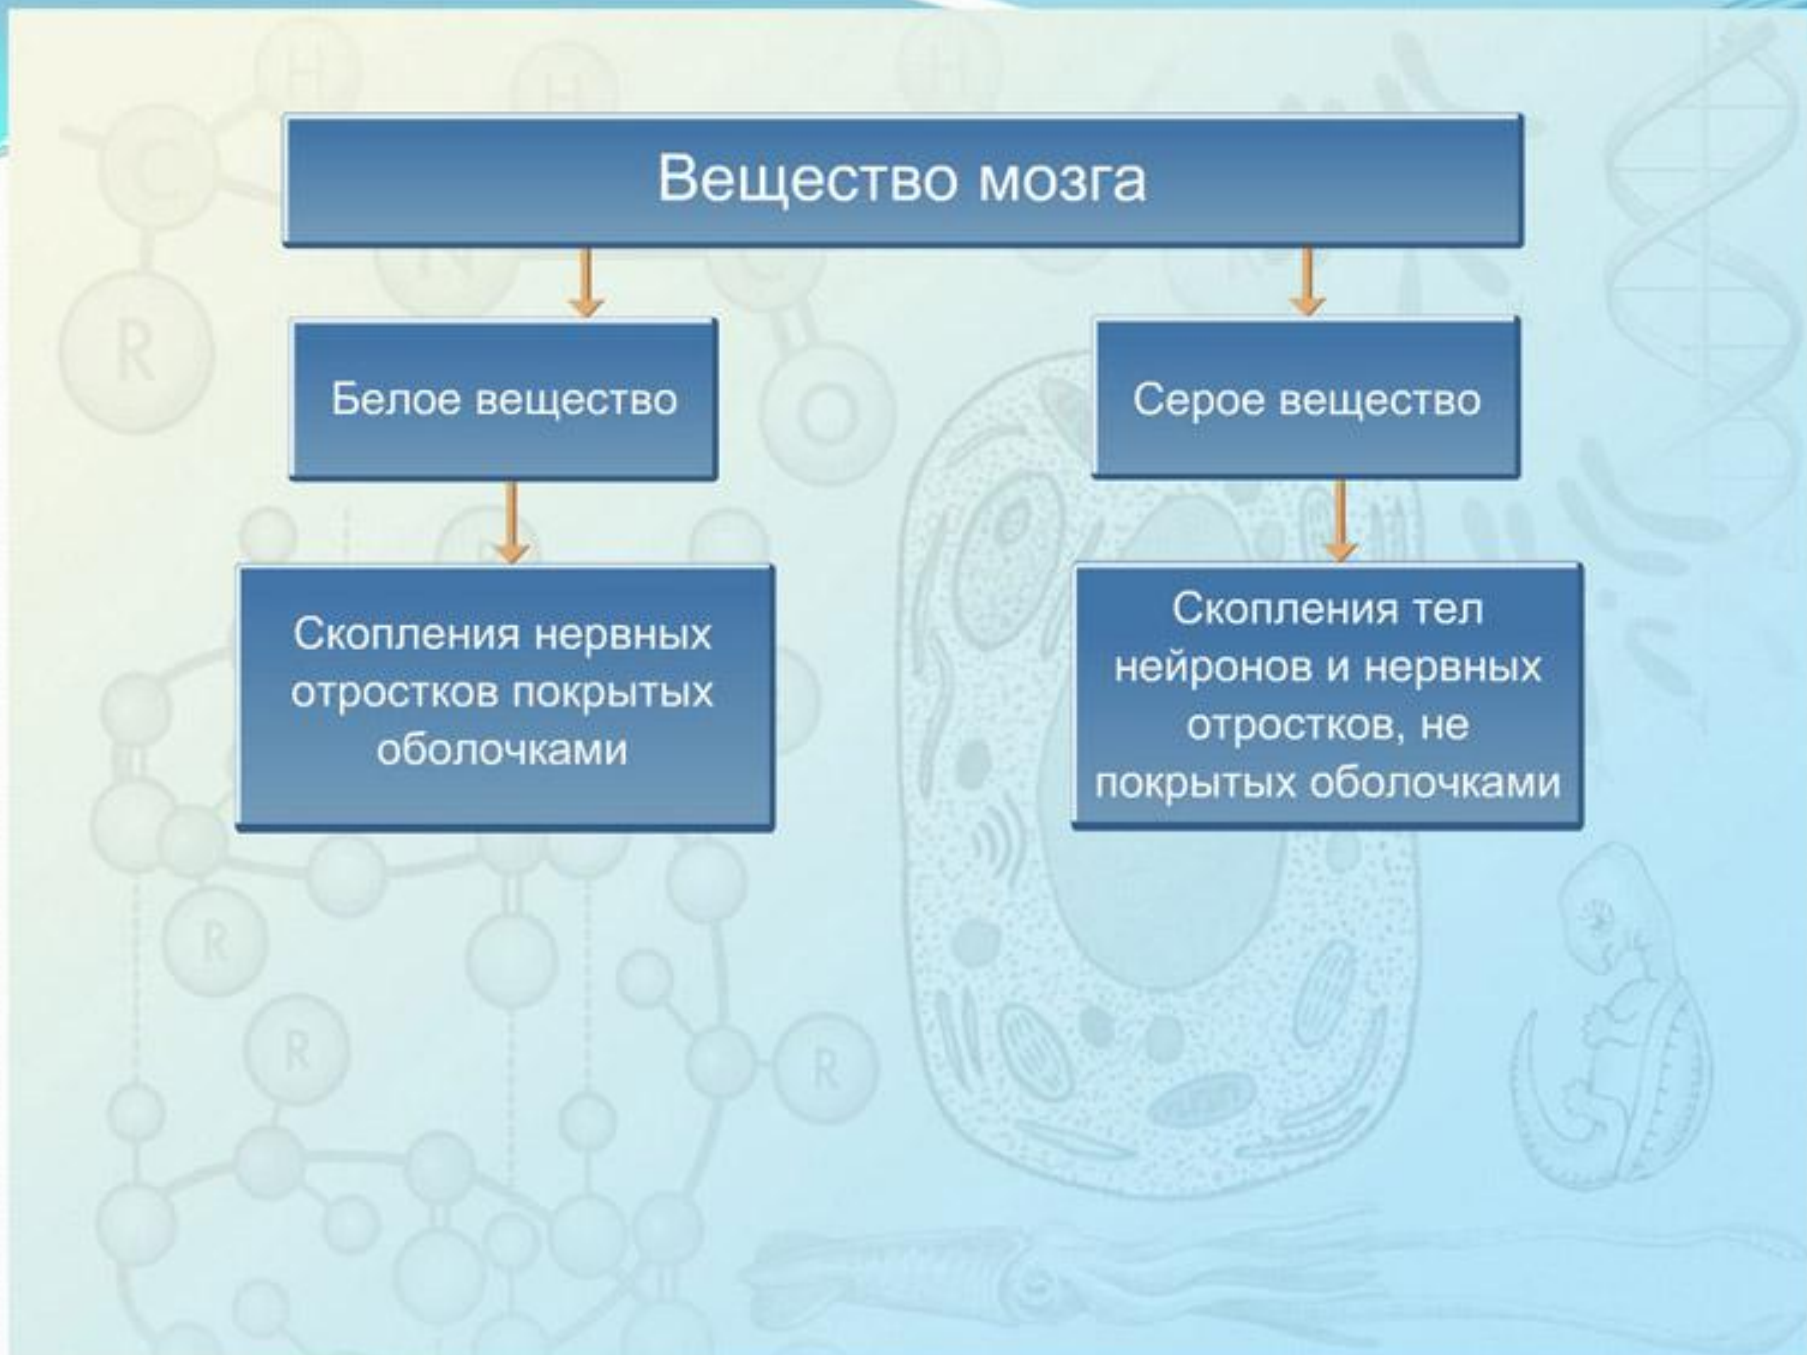 Вещество мозга
Белое вещество
Серое вещество
Скопления нервных
отростков покрытых
оболочками
Скопления тел
нейронов и нервных
отростков, не
покрытых оболочками
H
H
H
C
N
C
R
R
O
R
R
R